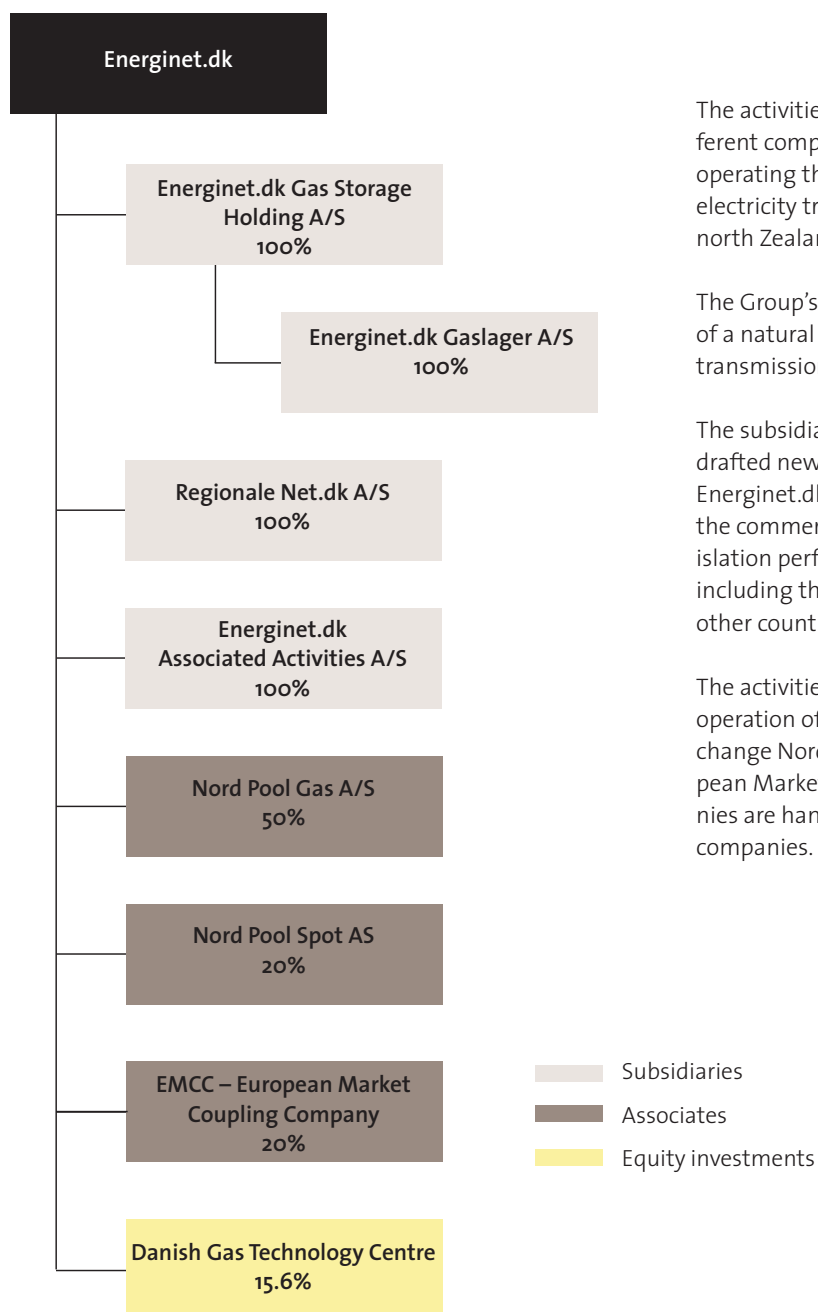 Energinet.dk
Energinet.dk Gas Storage
Holding A/S
100%
Energinet.dk Gaslager A/S
100%
Regionale Net.dk A/S
100%
Energinet.dk
Associated Activities A/S
100%
Nord Pool Gas A/S
50%
Nord Pool Spot AS
20%
EMCC – European Market
Coupling Company
20%
Danish Gas Technology Centre
15.6%
Subsidiaries
Associates
Equity investments
The activitie
ferent comp
operating th
electricity tr
north Zealar
The Group's
of a natural
transmissio
The subsidia
drafted new
Energinet.dl
the commer
islation perf
including th
other count
The activitie
operation of
change Nord
pean Marke
nies are han
companies.